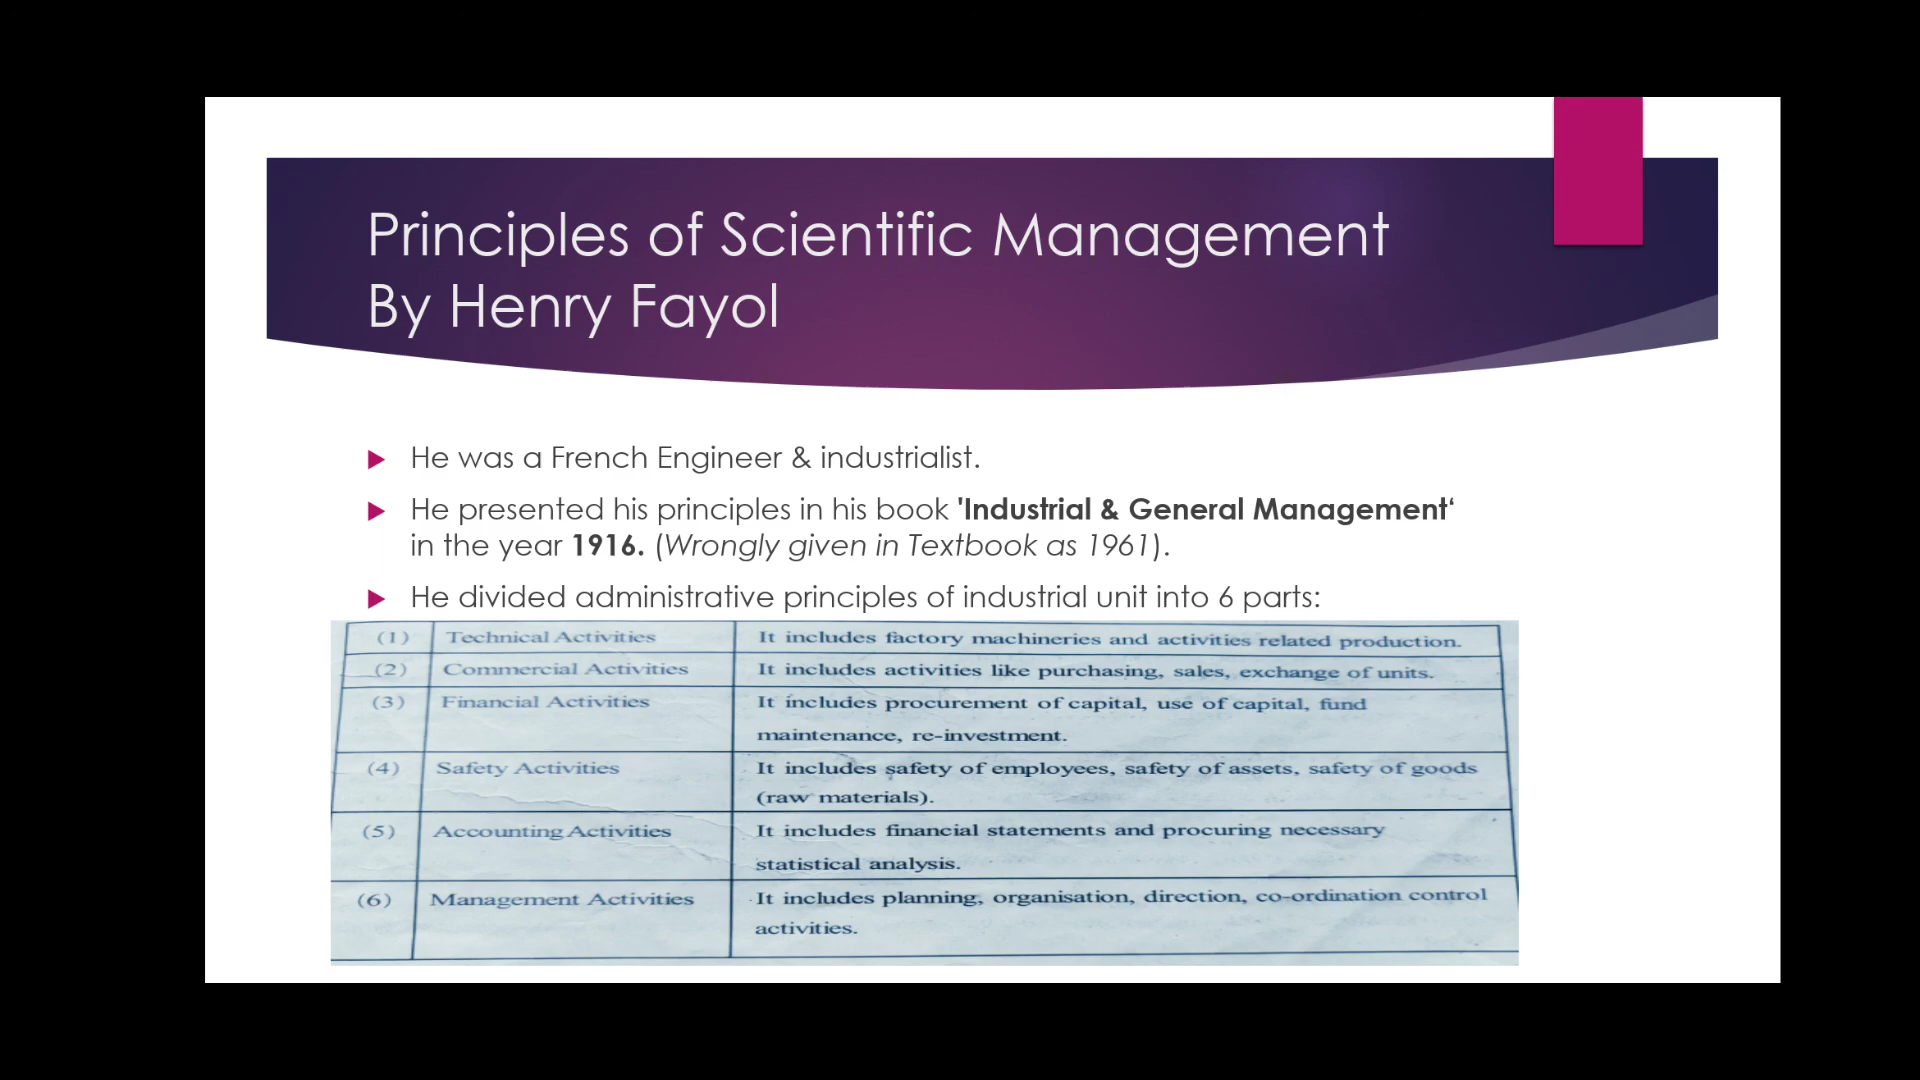 Principles of Scientific Management
By Henry Fayol
He was a French Engineer & industrialist.
He presented his principles in his book 'Industrial & General Management‘
in the year 1916. (Wrongly given in Textbook as 1961).
He divided administrative principles of industrial unit into 6 parts:
(1) Technical Activities It includes factory machineries and activities related production.
(2) Commercial Activities It includes activities like purchasing, sales, exchange of units.
(3) Financial Activities It includes procurement of capital, use of capital, fund
maintenance, re-investment.
(4) Safety Activities It includes safety of employees, safety of assets, safety of goods
(raw materials).
(5) Accounting Activities It includes financial statements and procuring necessary
statistical analysis.
(6) Management Activities It includes planning, organisation, direction, co-ordination control
activities.